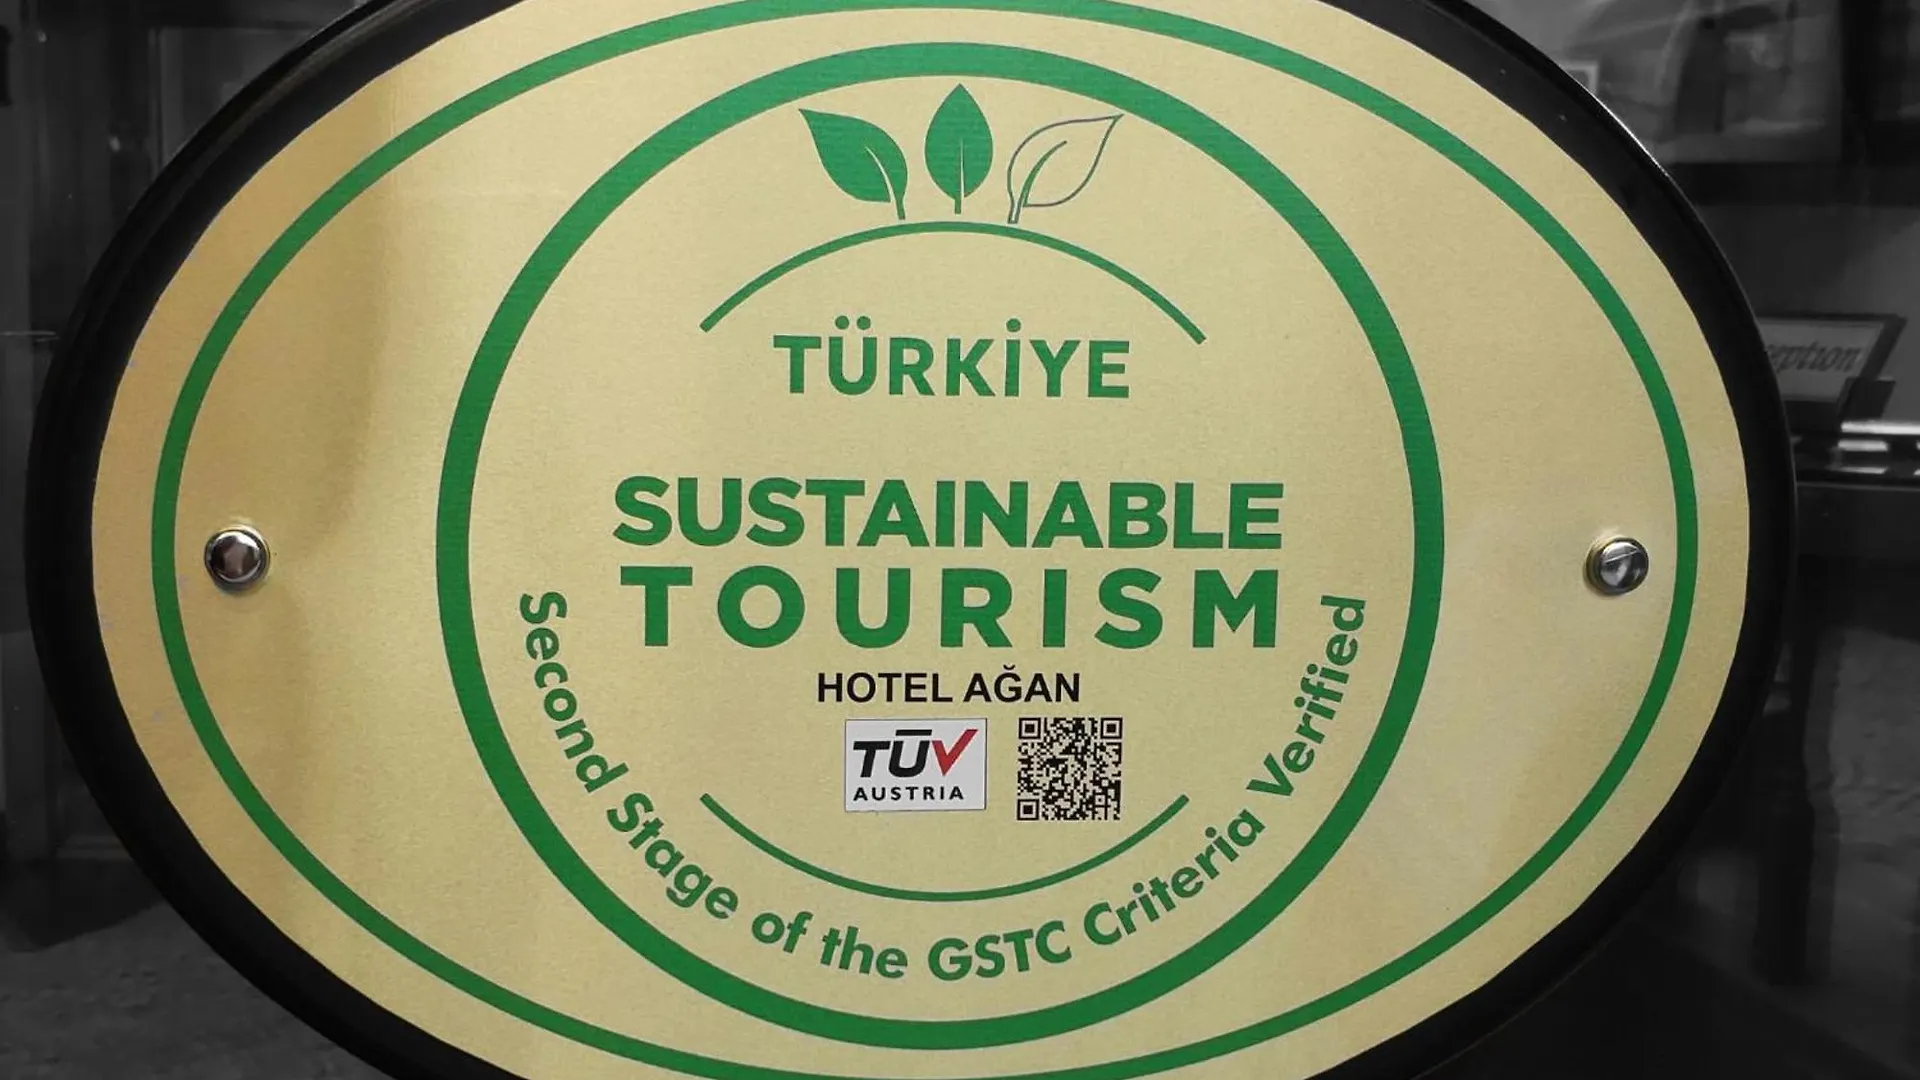 TÜRKİYE
SUSTAINABLE
TOURISM
HOTEL AĞAN
TÜV
AUSTRIA
Second Stage of the GSTC Criteria Verified